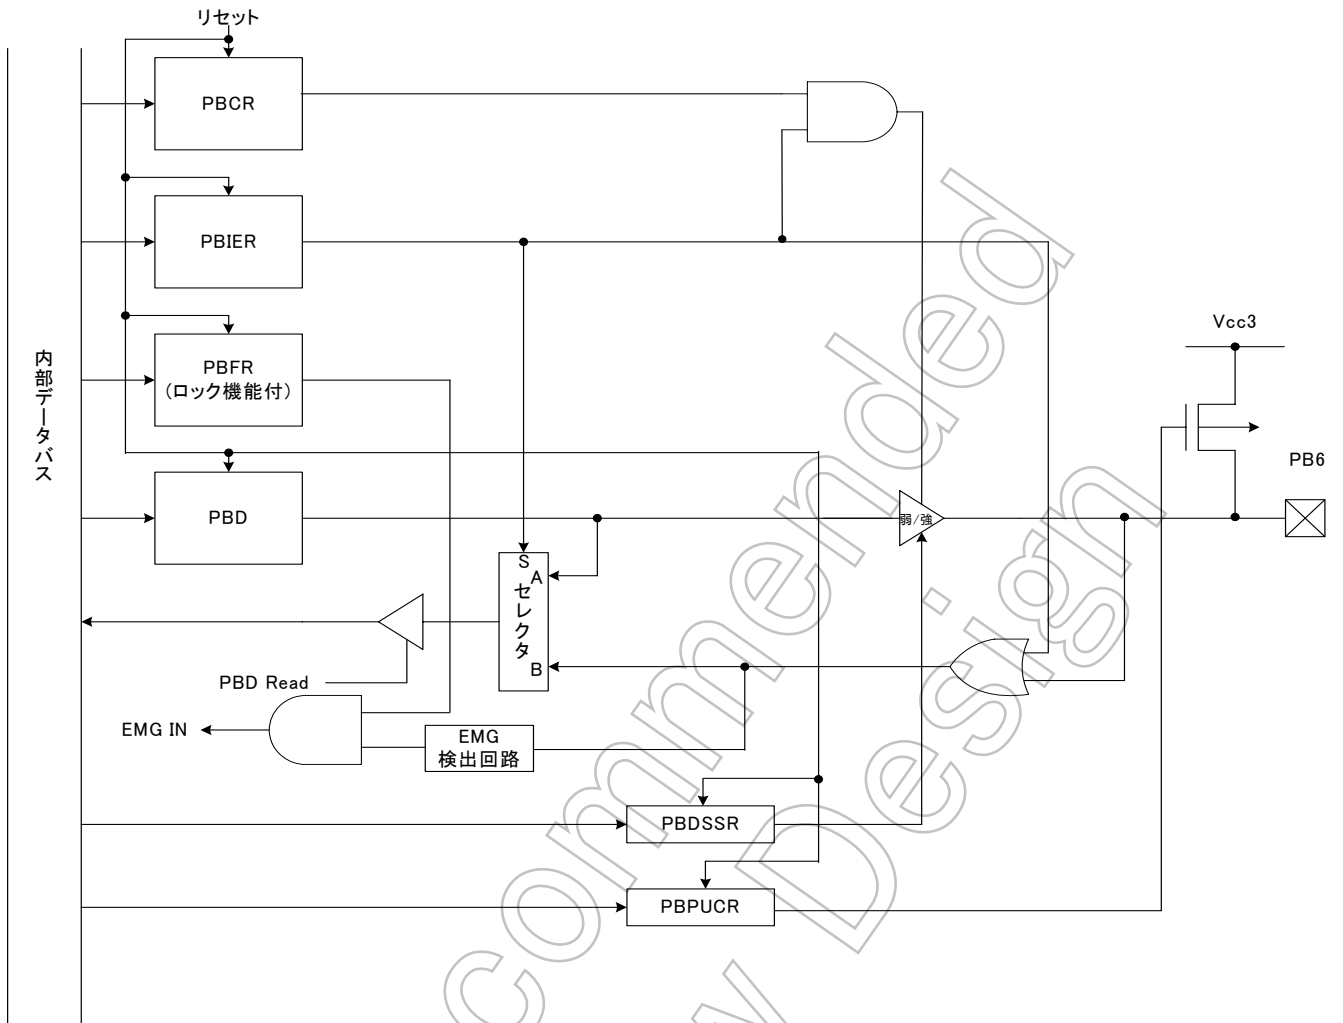 リセット
PBCR
PBIER
PBFR
(ロック機能付)
内部データバス
Vcc3
PB6
PBD
弱/強
S
A
セレクタ
B
PBD Read
EMG IN
EMG
検出回路
PBDSSR
PBPUCR
commended
w Design